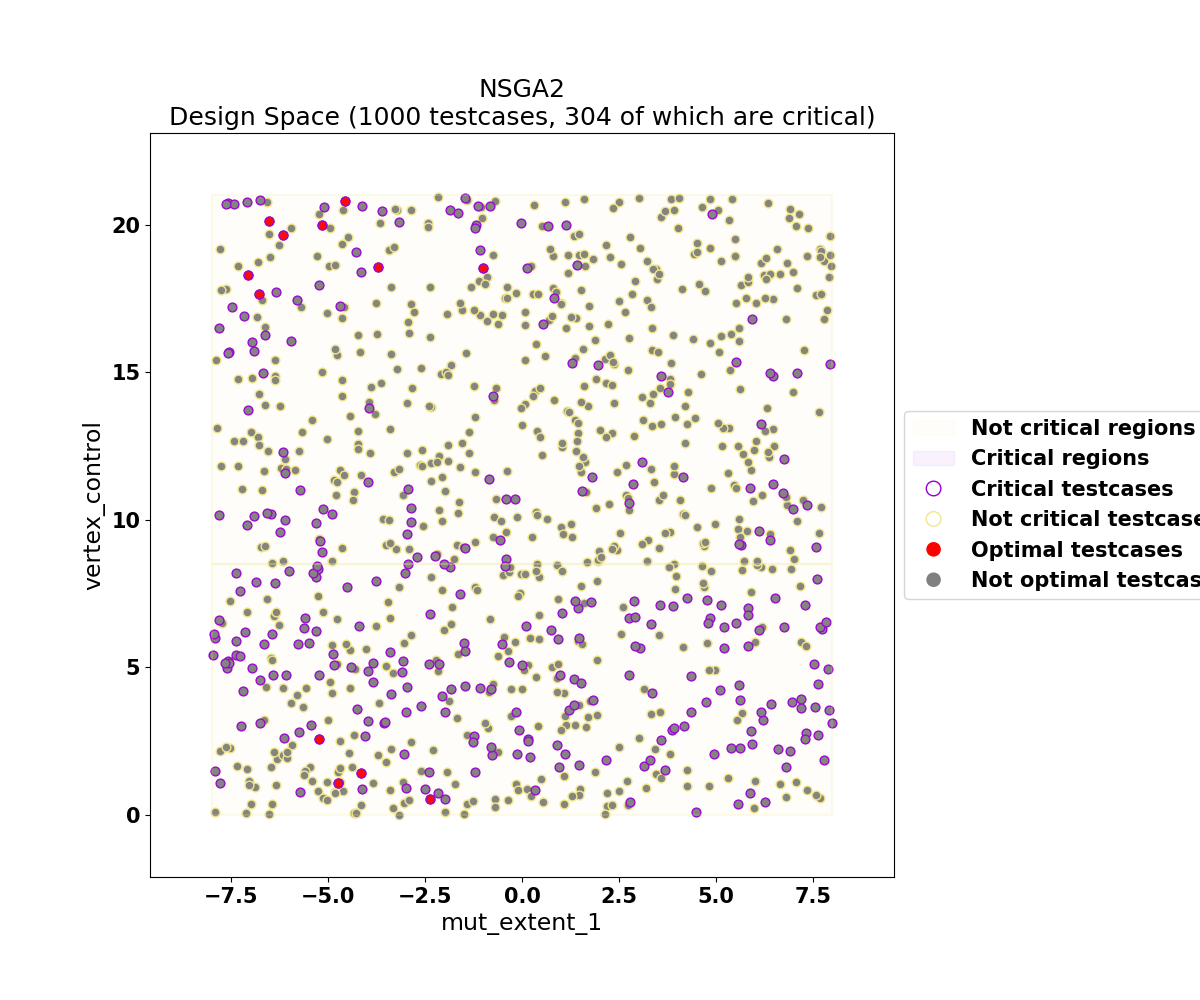 NSGA2
Design Space (1000 testcases, 304 of which are critical)
vertex_control
20
15
10
5
0
−7.5 −5.0 −2.5 0.0 2.5 5.0 7.5
mut_extent_1
Not critical regions
Critical regions
Critical testcases
Not critical testcase
Optimal testcases
Not optimal testcas